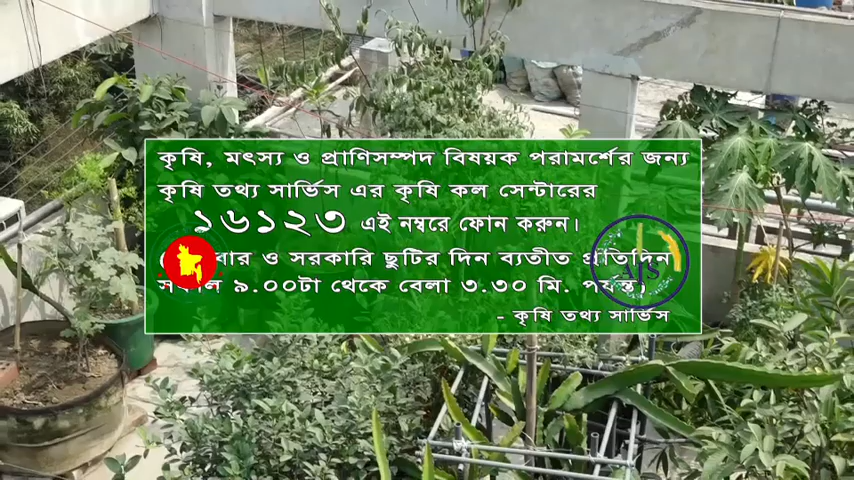 কৃষি, মৎস্য ও প্রাণিসম্পদ বিষয়ক পরামর্শের জন্য
কৃষি তথ্য সার্ভিস এর কৃষি কল সেন্টারের
১৬১২৩ এই নম্বরে ফোন করুন।
ও সরকারি ছুটির দিন ব্যতীত প্রতিদিন
৯.০০টা থেকে বেলা ৩.৩০ মি. পর্যন্ত)
- কৃষি তথ্য সার্ভিস
AIS